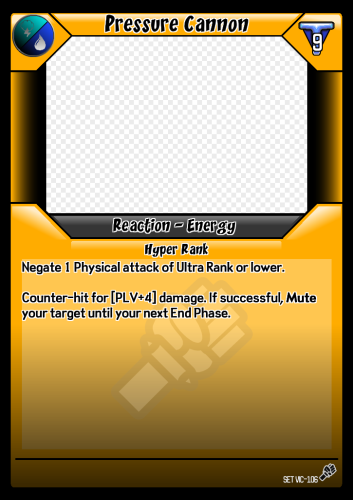 Pressure Cannon
9
Reaction - Energy
Hyper Rank
Negate 1 Physical attack of Ultra Rank or lower.
Counter-hit for [PLV+4] damage. If successful, Mute
your target until your next End Phase.
SET VIC-106